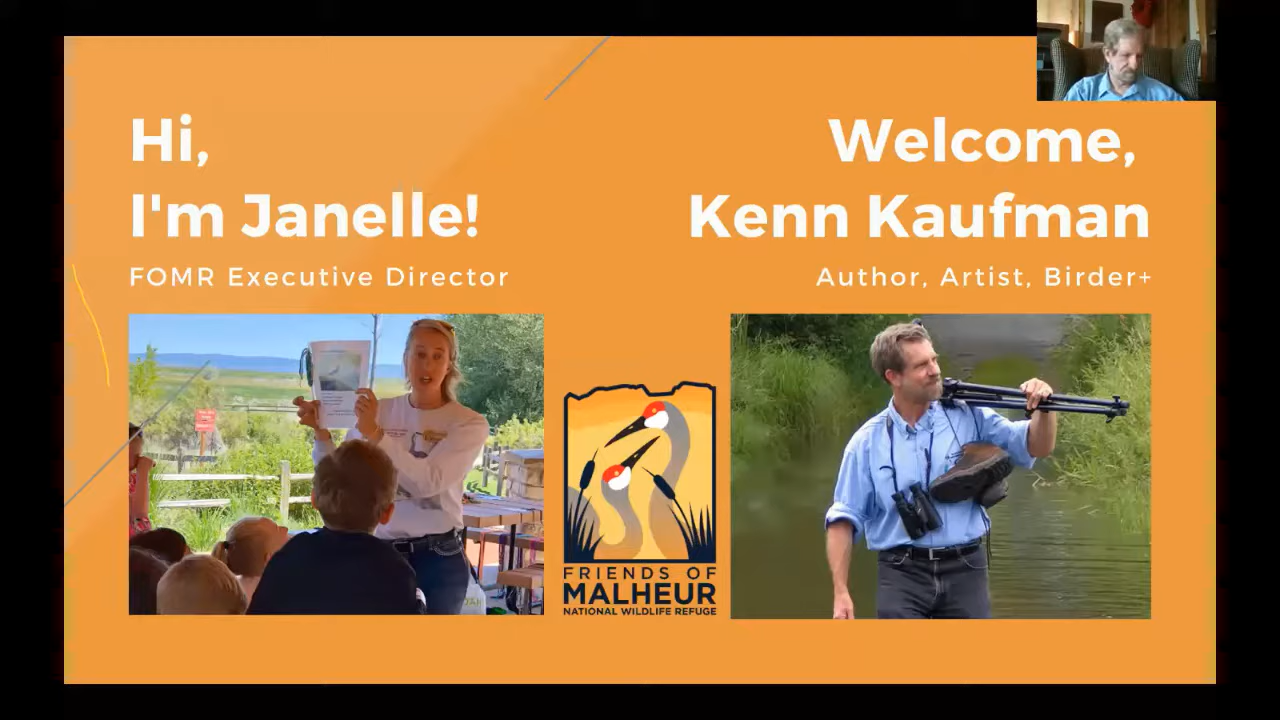 Hi,
I'm Janelle!
FOMR Executive Director
Welcome,
Kenn Kaufman
Author, Artist, Birder+
FRIENDS OF
MALHEUR
NATIONAL WILDLIFE REFUGE